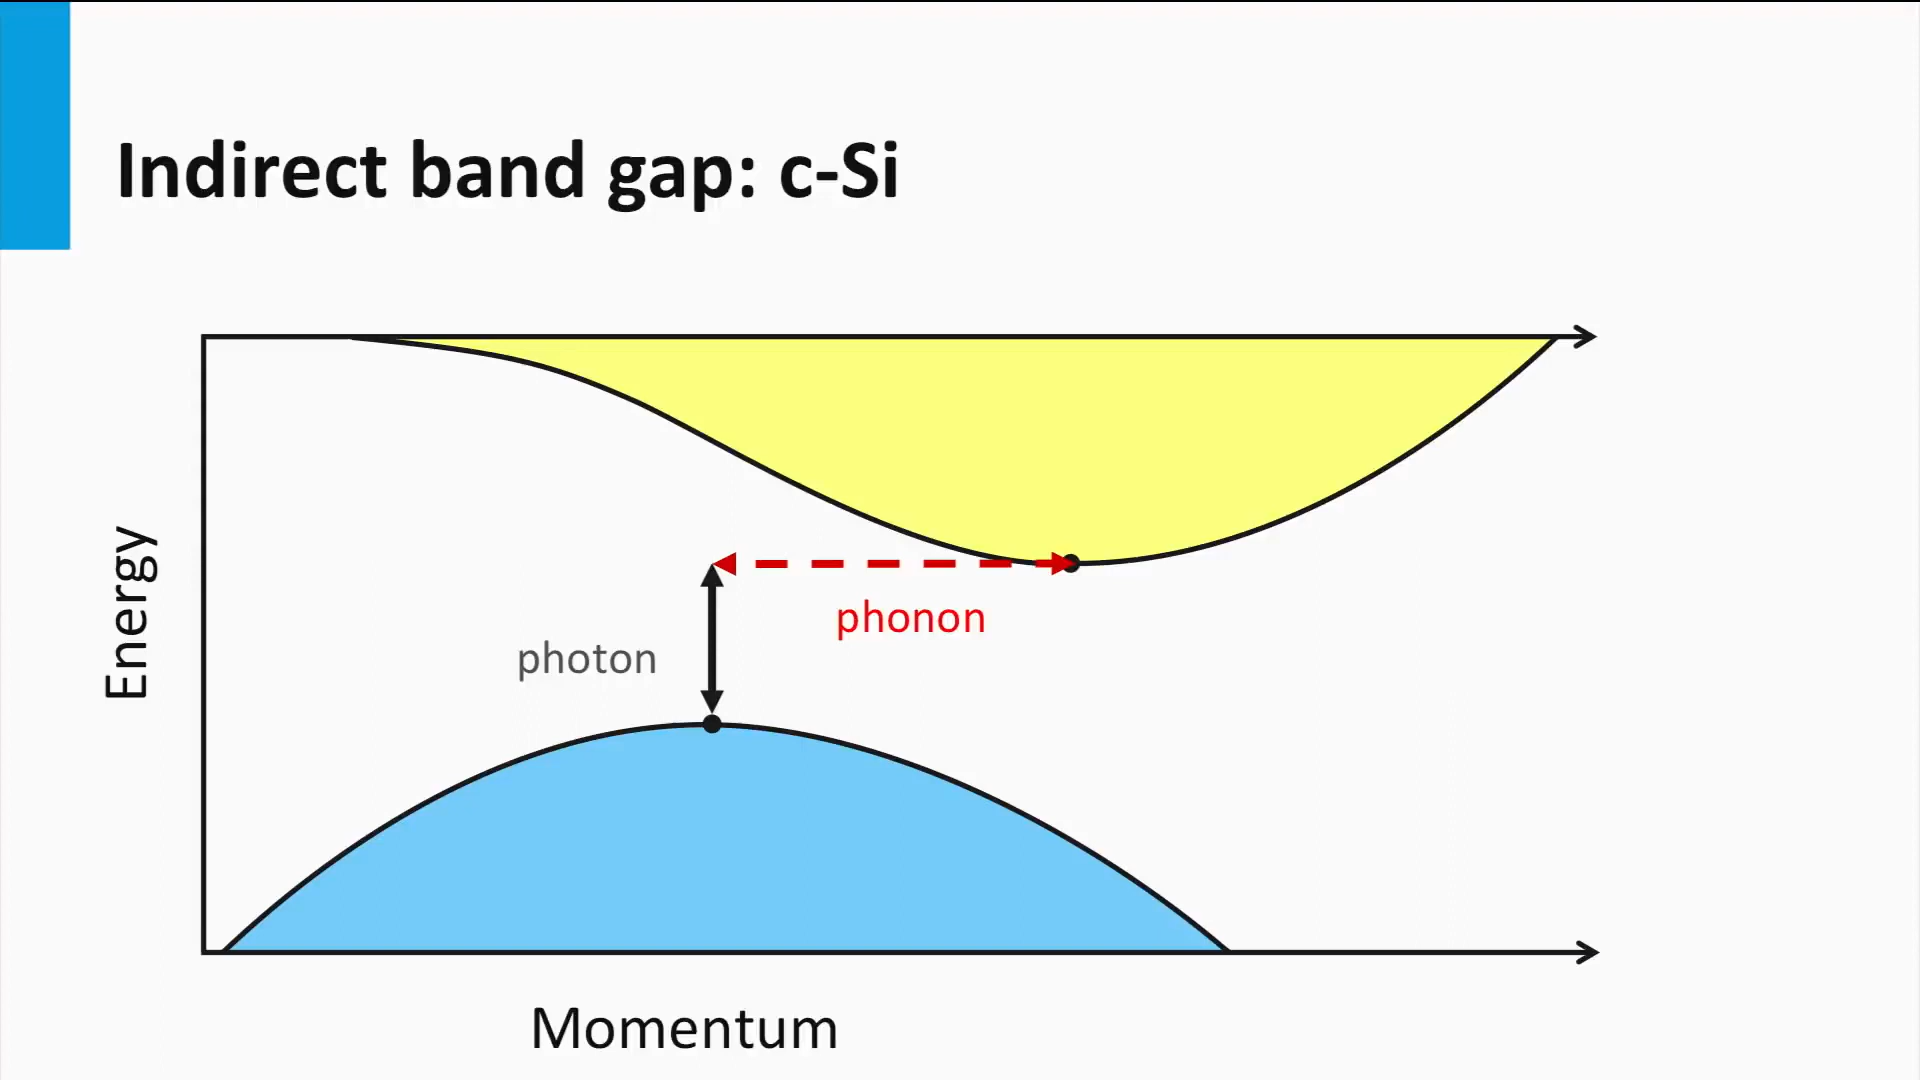 Indirect band gap: c-Si
Energy
phonon
photon
Momentum